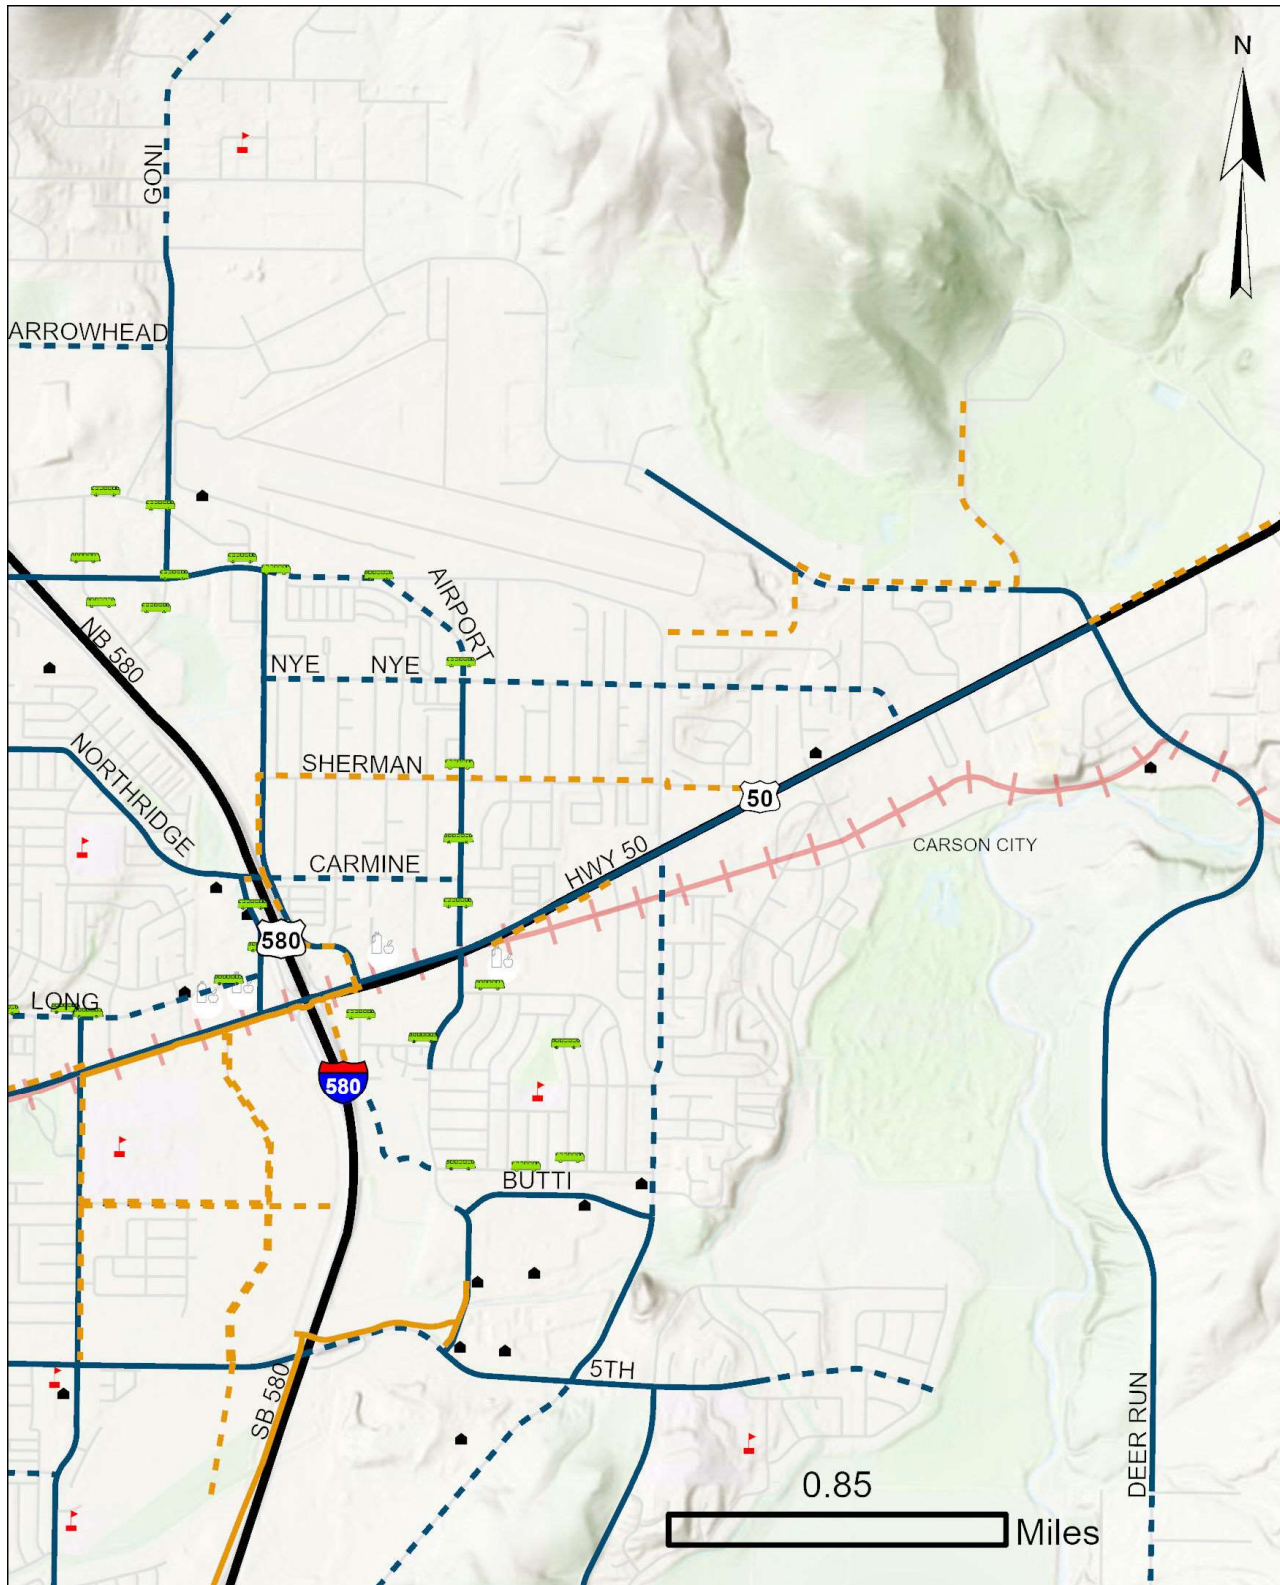 N
GONI
ARROWHEAD
AIRPORT
NB 580
NYE NYE
NORTHRIDGE
SHERMAN
50
HWY 50
CARSON CITY
CARMINE
580
LONG
580
BUTTI
5TH
SB 580
DEER RUN
0.85
Miles